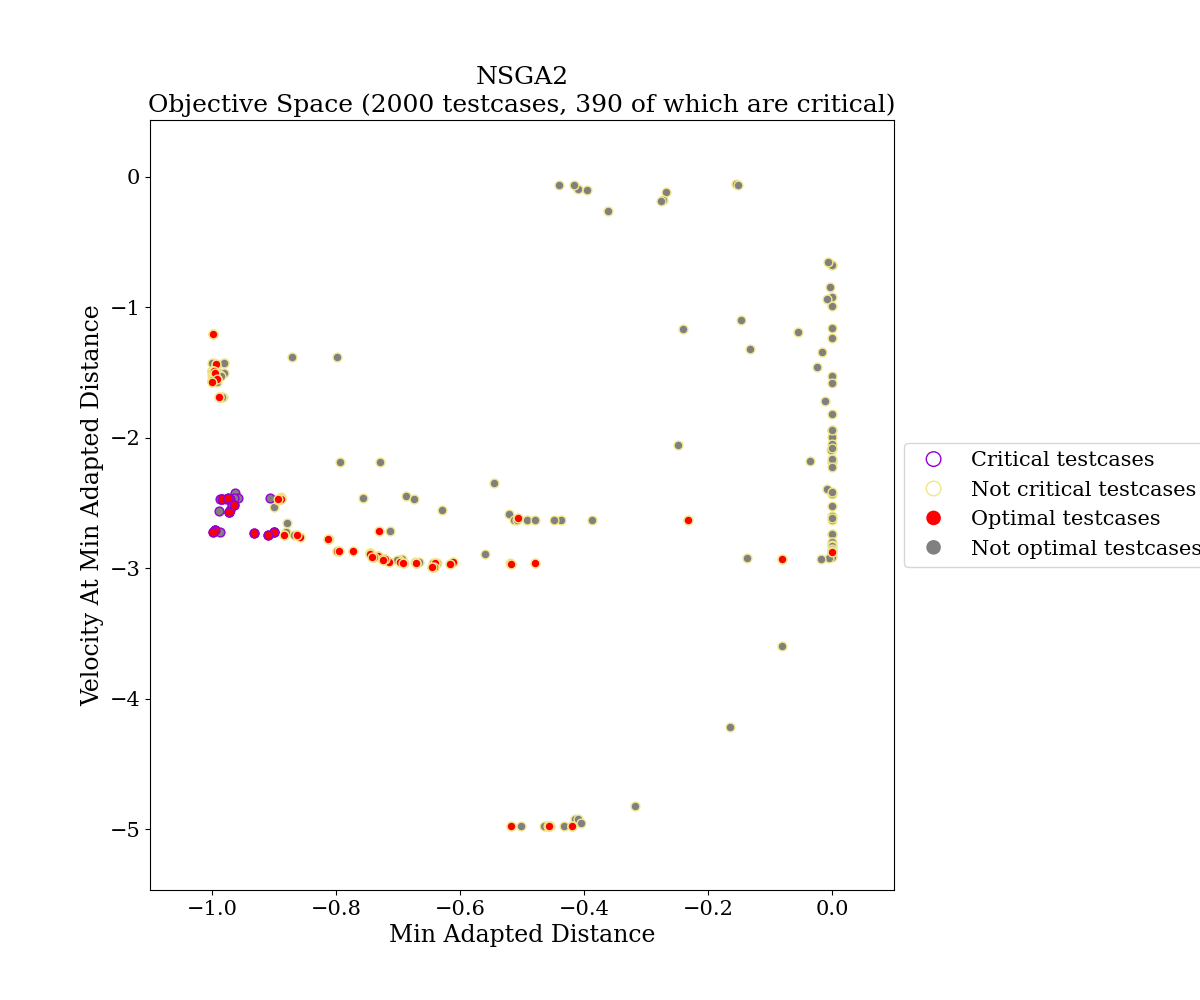 NSGA2
Objective Space (2000 testcases, 390 of which are critical)
Velocity At Min Adapted Distance
0
−1
−2
−3
−4
−5
−1.0
−0.8
−0.6
−0.4
−0.2
0.0
Min Adapted Distance
Critical testcases
Not critical testcases
Optimal testcases
Not optimal testcases